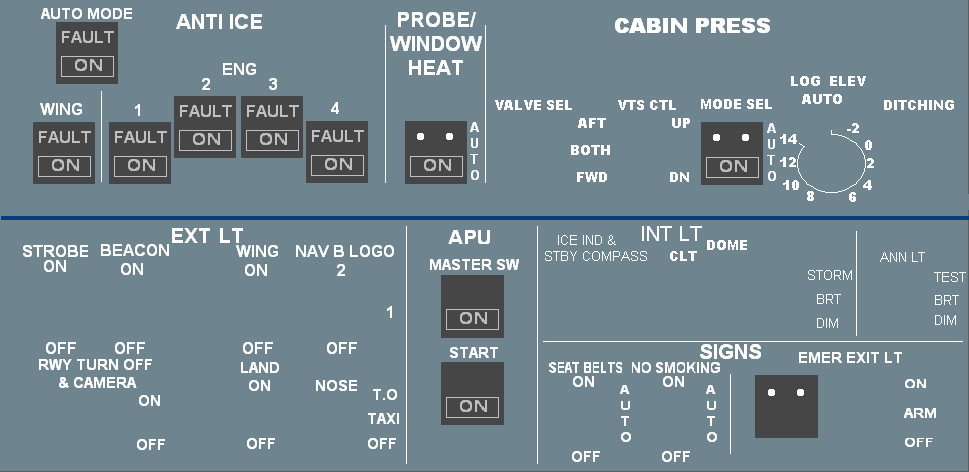 AUTO MODE
FAULT
ON
ANTI ICE
ENG
WING
FAULT
ON
1
FAULT
ON
2
FAULT
ON
3
FAULT
ON
4
FAULT
ON
PROBE/
WINDOW
HEAT
ON
AUTO
CABIN PRESS
VALVE SEL
AFT
BOTH
FWD
VTS CTL
UP
DN
MODE SEL
ON
AUTO
LOG ELEV
AUTO
-2
0
2
4
6
8
10
12
14
DITCHING
EXT LT
STROBE
ON
OFF
BEACON
ON
OFF
WING
ON
OFF
NAV B LOGO
2
1
OFF
RWY TURN OFF
& CAMERA
ON
OFF
LAND
ON
OFF
NOSE
T.O
TAXI
OFF
APU
MASTER SW
ON
START
ON
INT LT
ICE IND &
STBY COMPASS
DOME
CLT
STORM
BRT
DIM
ANN LT
TEST
BRT
DIM
SIGNS
SEAT BELTS
ON
AUTO
OFF
NO SMOKING
ON
AUTO
OFF
EMER EXIT LT
ON
ARM
OFF